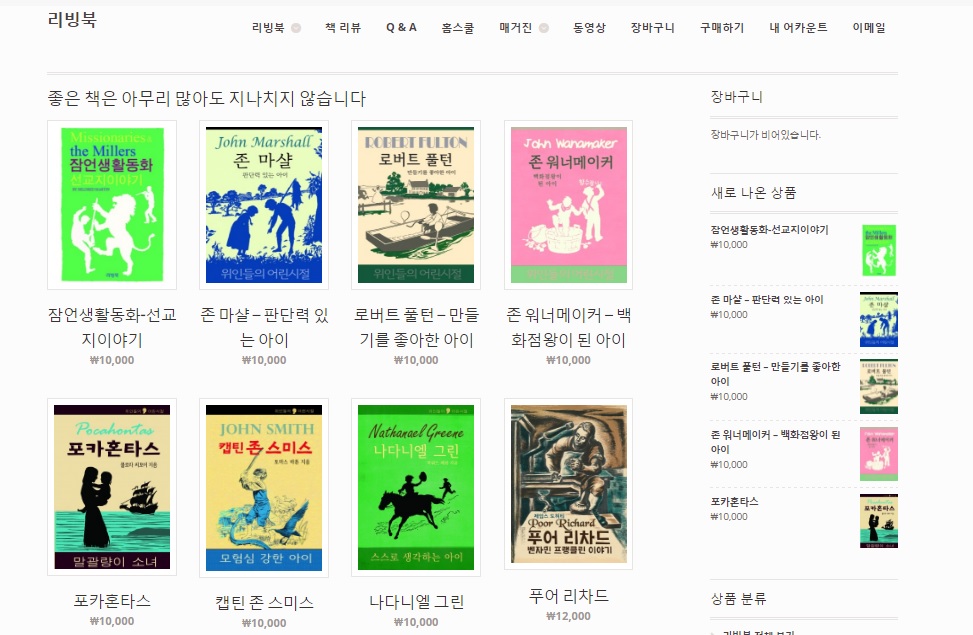 리빙북
리빙북 책 리뷰 Q & A 홈스쿨 매거진 동영상 장바구니 구매하기 내 어카운트 이메일
좋은 책은 아무리 많아도 지나치지 않습니다
Missionaries
the Millers
잠언생활동화
선교지이야기
John Marshall
존 마샬
판단력 있는 아이
위인들의 어린시절
ROBERT FULTON
로버트 풀턴
만들기를 좋아한 아이
위인들의 어린시절
John Wanamaker
존 워너메이커
백화점왕이
된 아이
위인들의 어린시절
잠언생활동화-선교
지이야기
₩10,000
존 마샬 – 판단력 있
는 아이
₩10,000
로버트 풀턴 – 만들
기를 좋아한 아이
₩10,000
존 워너메이커 – 백
화점왕이 된 아이
₩10,000
Pocahontas
포카혼타스
말괄량이 소녀
JOHN SMITH
캡틴 존 스미스
모험심 강한 아이
Nathanael Greene
나다니엘 그린
스스로 생각하는 아이
Poor Richard
푸어 리차드
벤자민 프랭클린 이야기
포카혼타스
₩10,000
캡틴 존 스미스
₩10,000
나다니엘 그린
₩10,000
푸어 리차드
₩12,000
장바구니
장바구니가 비어있습니다.
새로 나온 상품
잠언생활동화-선교지이야기
₩10,000
존 마샬 – 판단력 있는 아이
₩10,000
로버트 풀턴 – 만들기를 좋아한
아이
₩10,000
존 워너메이커 – 백화점왕이 된
아이
₩10,000
포카혼타스
₩10,000
상품 분류